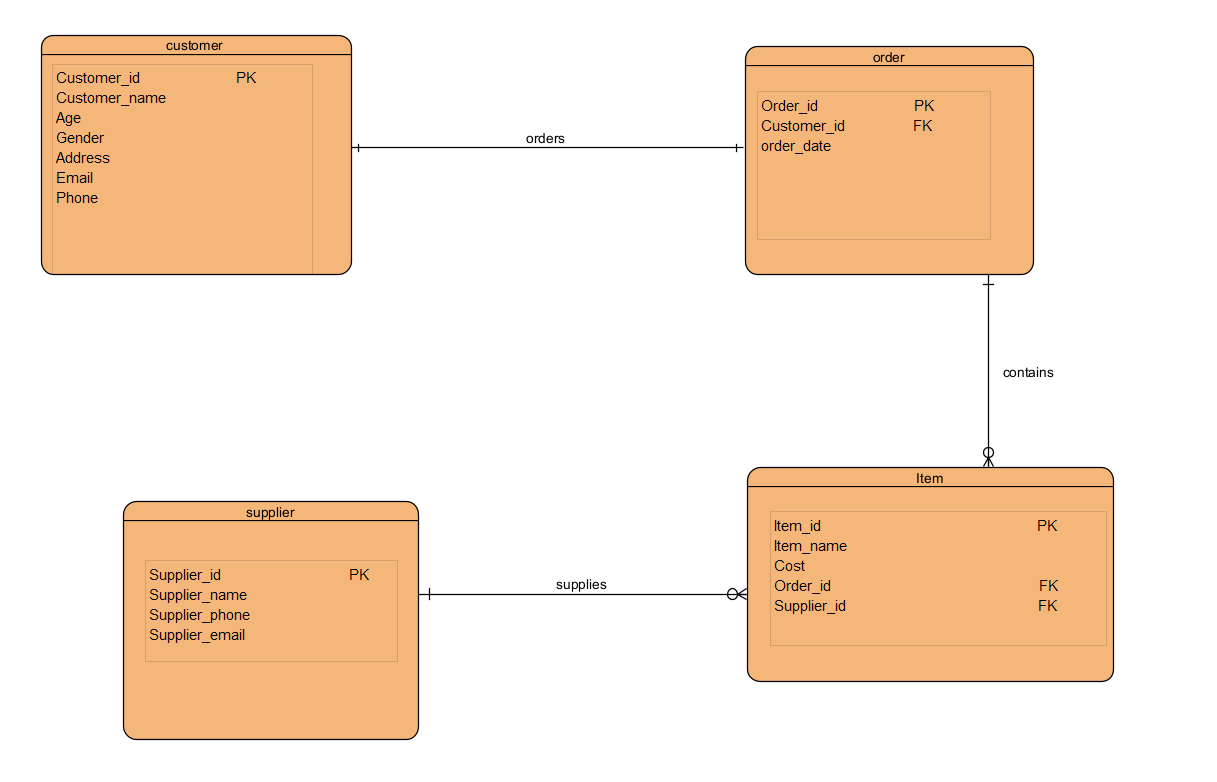 customer
Customer_id PK
Customer_name
Age
Gender
Address
Email
Phone
orders
order
Order_id PK
Customer_id FK
order_date
contains
supplier
Supplier_id PK
Supplier_name
Supplier_phone
Supplier_email
supplies
Item
Item_id PK
Item_name
Cost
Order_id FK
Supplier_id FK